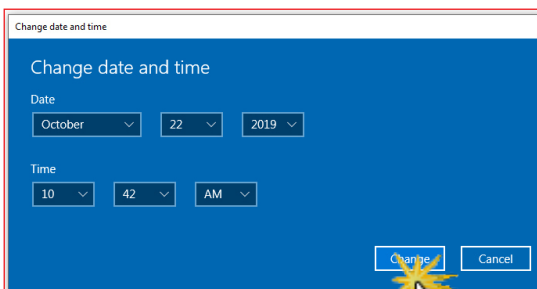 Change date and time
Change date and time
Date
October 22 2019
Time
10 42 AM
Change Cancel